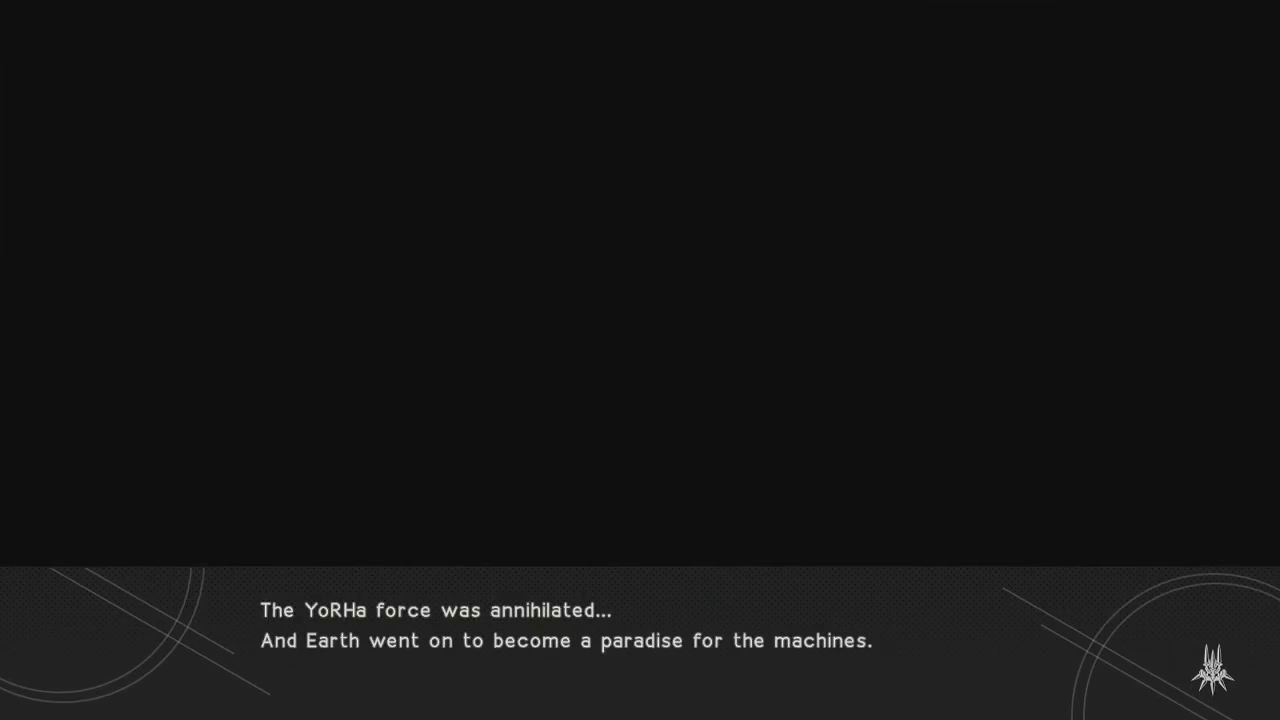 The YoRHa force was annihilated...
And Earth went on to become a paradise for the machines.